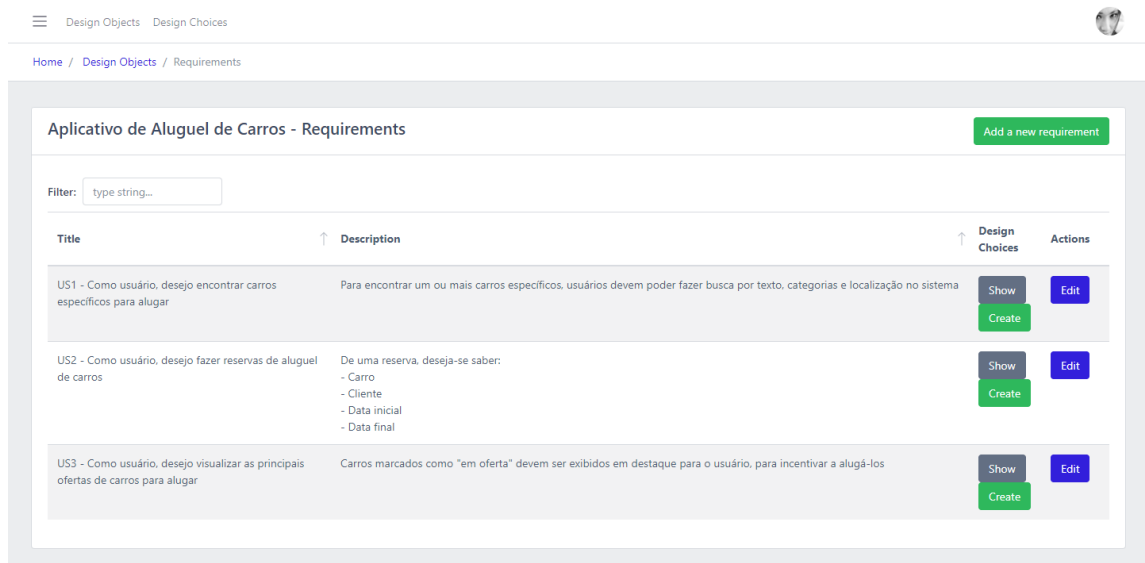 Design Objects Design Choices
Home / Design Objects / Requirements
Aplicativo de Aluguel de Carros - Requirements
Add a new requirement
Filter: type string...
Title
Description
Design
Choices
Actions
US1 - Como usuário, desejo encontrar carros
específicos para alugar
Para encontrar um ou mais carros específicos, usuários devem poder fazer busca por texto, categorias e localização no sistema
Show
Create
Edit
US2 - Como usuário, desejo fazer reservas de aluguel
de carros
De uma reserva, deseja-se saber:
- Carro
- Cliente
- Data inicial
- Data final
Show
Create
Edit
US3 - Como usuário, desejo visualizar as principais
ofertas de carros para alugar
Carros marcados como "em oferta" devem ser exibidos em destaque para o usuário, para incentivar a alugá-los
Show
Create
Edit